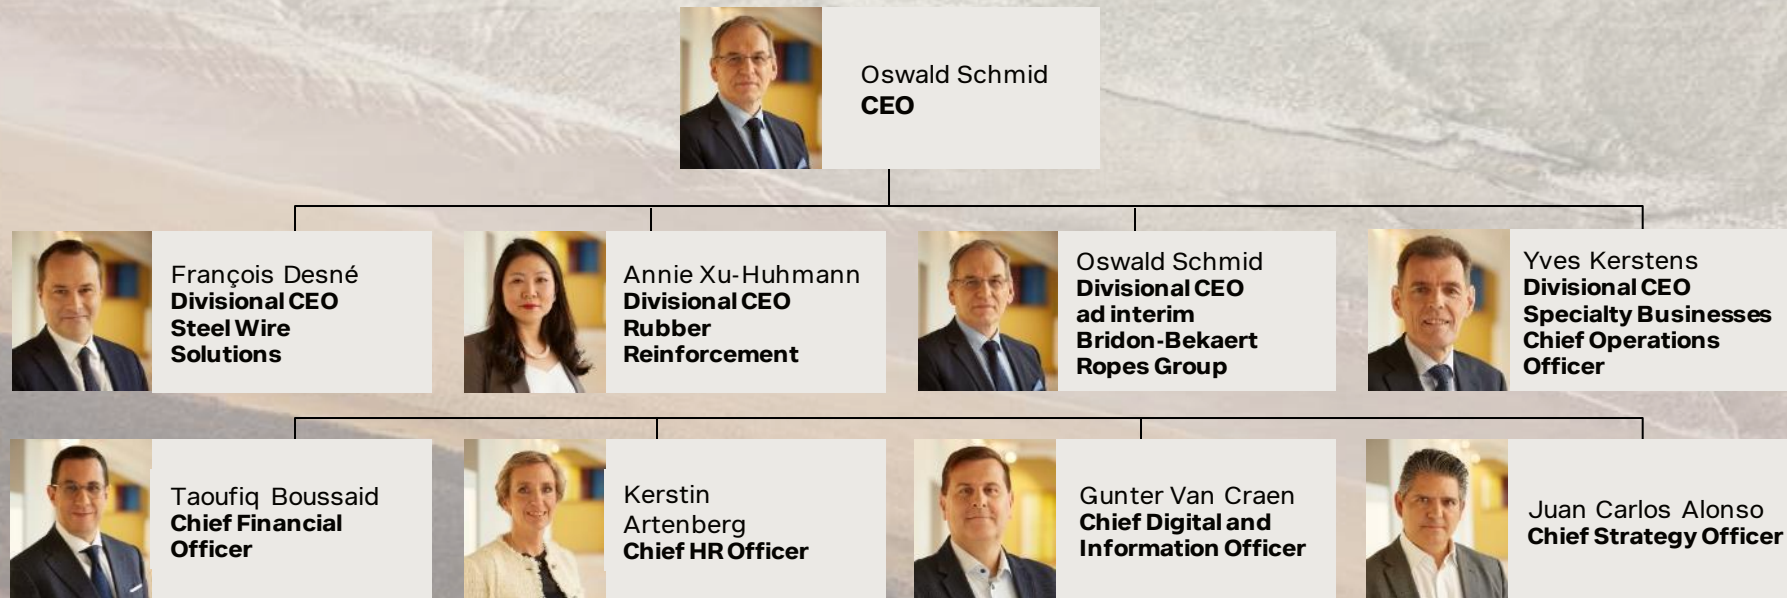 Oswald Schmid
CEO
François Desné
Divisional CEO
Steel Wire
Solutions
Annie Xu-Huhmann
Divisional CEO
Rubber
Reinforcement
Oswald Schmid
Divisional CEO
ad interim
Bridon-Bekaert
Ropes Group
Yves Kerstens
Divisional CEO
Specialty Businesses
Chief Operations
Officer
Taoufiq Boussaid
Chief Financial
Officer
Kerstin
Artenberg
Chief HR Officer
Gunter Van Craen
Chief Digital and
Information Officer
Juan Carlos Alonso
Chief Strategy Officer